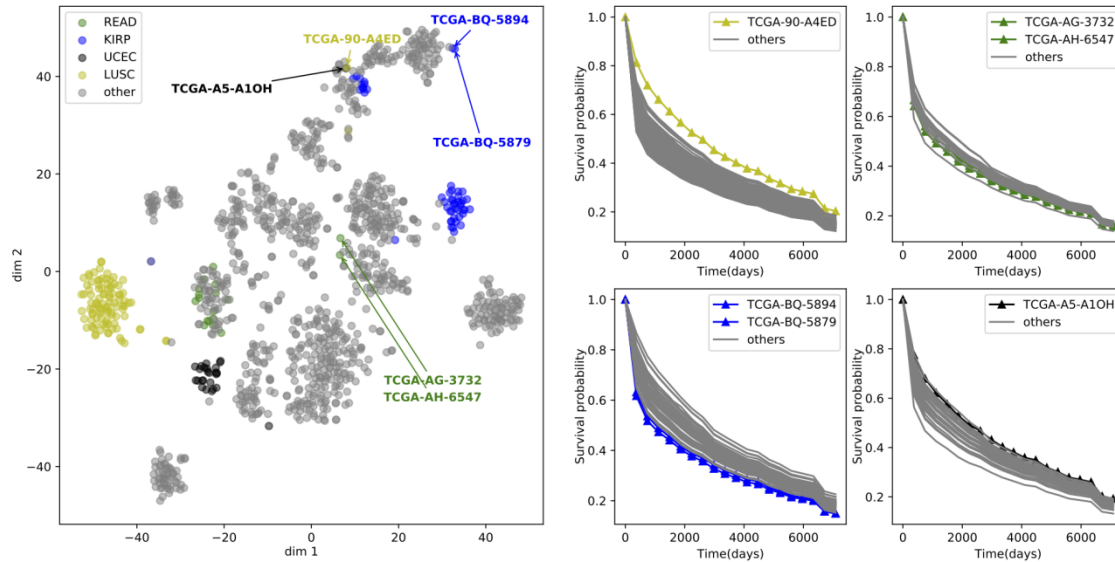 READ
KIRP
UCEC
LUSC
other
TCGA-BQ-5894
TCGA-90-A4ED
TCGA-A5-A1OH
TCGA-BQ-5879
TCGA-AG-3732
TCGA-AH-6547
40
20
0
−20
−40
dim 2
−40
−20
0
20
40
dim 1
TCGA-90-A4ED
others
1.0
0.8
0.6
0.4
0.2
Survival probability
0
2000
4000
6000
Time(days)
TCGA-AG-3732
TCGA-AH-6547
others
1.0
0.8
0.6
0.4
0.2
Survival probability
0
2000
4000
6000
Time(days)
TCGA-BQ-5894
TCGA-BQ-5879
others
1.0
0.8
0.6
0.4
0.2
Survival probability
0
2000
4000
6000
Time(days)
TCGA-A5-A1OH
others
1.0
0.8
0.6
0.4
0.2
Survival probability
0
2000
4000
6000
Time(days)